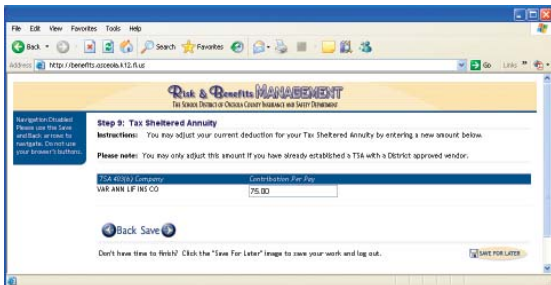 File Edit View Favorites Tools Help
Back Search Favorites
Address http://benefits.osceola.k12.fl.us Go Links »
Risk & Benefits MANAGEMENT
THE SCHOOL DISTRICT OF OSCEOLA COUNTY INSURANCE AND SAFETY DEPARTMENT
Navigation Disabled
Please use the Save
and Back arrows to
navigate. Do not use
your browser's buttons.
Step 9: Tax Sheltered Annuity
Instructions: You may adjust your current deduction for your Tax Sheltered Annuity by entering a new amount below.
Please note: You may only adjust this amount if you have already established a TSA with a District approved vendor.
TSA 403(b) Company Contribution Per Pay
VAR ANN LIF INS CO 75.00
Back Save
Don't have time to finish? Click the "Save For Later" image to save your work and log out. SAVE FOR LATER